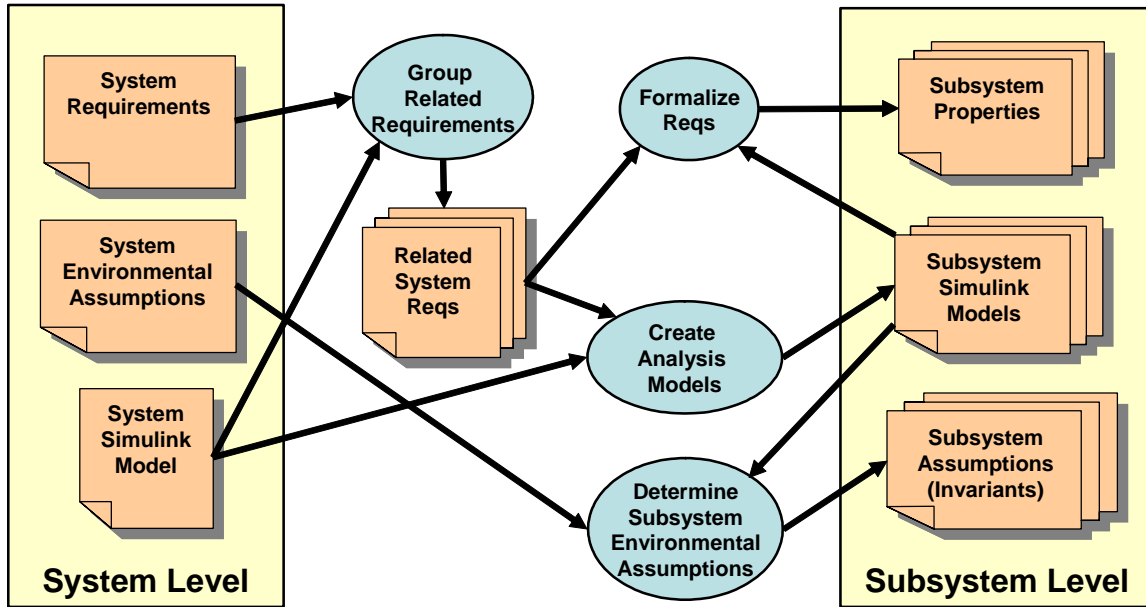 System
Requirements
System
Environmental
Assumptions
System
Simulink
Model
System Level
Group
Related
Requirements
Related
System
Reqs
Formalize
Reqs
Create
Analysis
Models
Determine
Subsystem
Environmental
Assumptions
Subsystem
Properties
Subsystem
Simulink
Models
Subsystem
Assumptions
(Invariants)
Subsystem Level